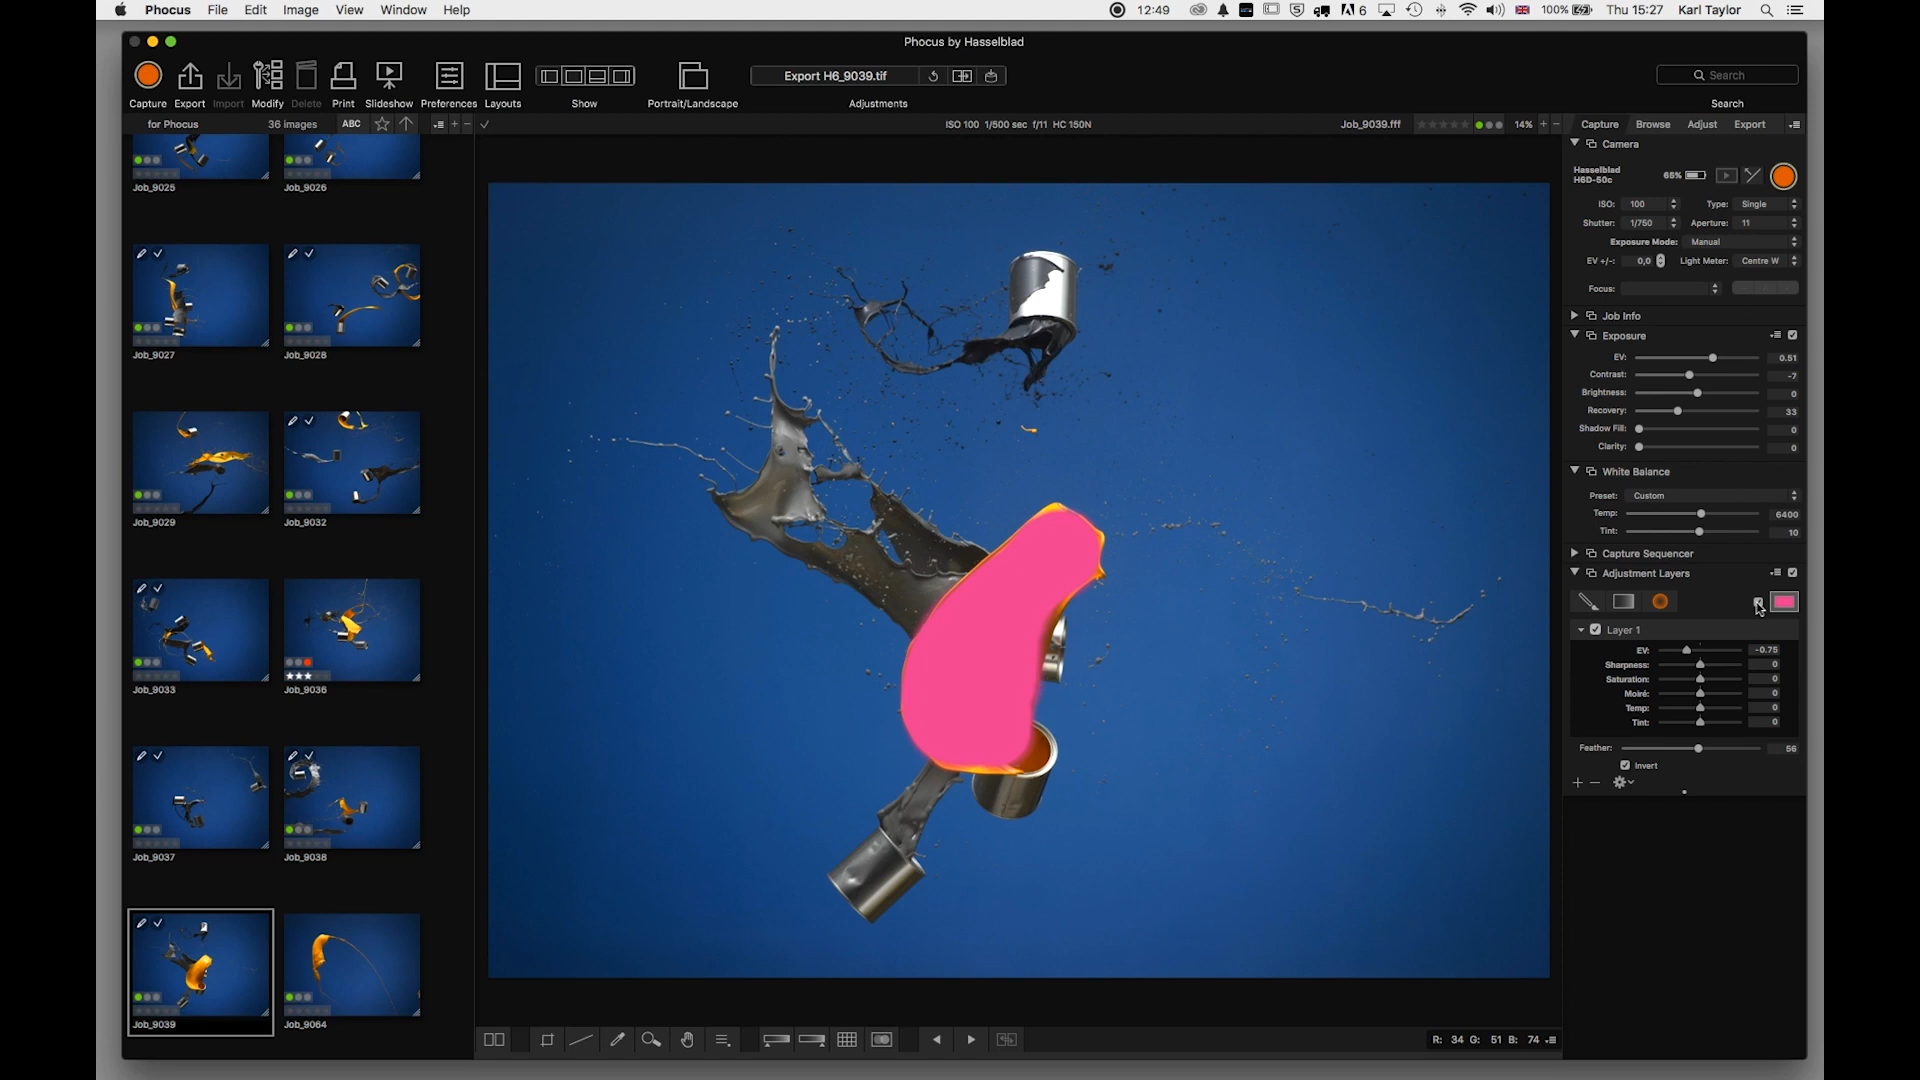 Phocus File Edit Image View Window Help
12:49 6 100% Thu 15:27 Karl Taylor
Phocus by Hasselblad
Export H6_9039.tif
Search
Capture Export Import Modify Delete Print Slideshow Preferences Layouts Show Portrait/Landscape Adjustments Search
for Phocus 36 images ABC
ISO 100 1/500 sec f/11 HC 150N
Job_9039.fff
14%
Capture Browse Adjust Export
Camera
Hasselblad
H6D-50c
65%
ISO: 100 Type: Single
Shutter: 1/750 Aperture: 11
Exposure Mode: Manual
EV +/-: 0,0 Light Meter: Centre W
Focus:
Job Info
Exposure
EV: 0.51
Contrast: -7
Brightness: 0
Recovery: 33
Shadow Fill: 0
Clarity: 0
White Balance
Preset: Custom
Temp: 6400
Tint: 10
Capture Sequencer
Adjustment Layers
Layer 1
EV: -0.75
Sharpness: 0
Saturation: 0
Moiré: 0
Temp: 0
Tint: 0
Feather: 56
Invert
Job_9025 Job_9026
Job_9027 Job_9028
Job_9029 Job_9032
Job_9033 Job_9036
Job_9037 Job_9038
Job_9039 Job_9064
R: 34 G: 51 B: 74